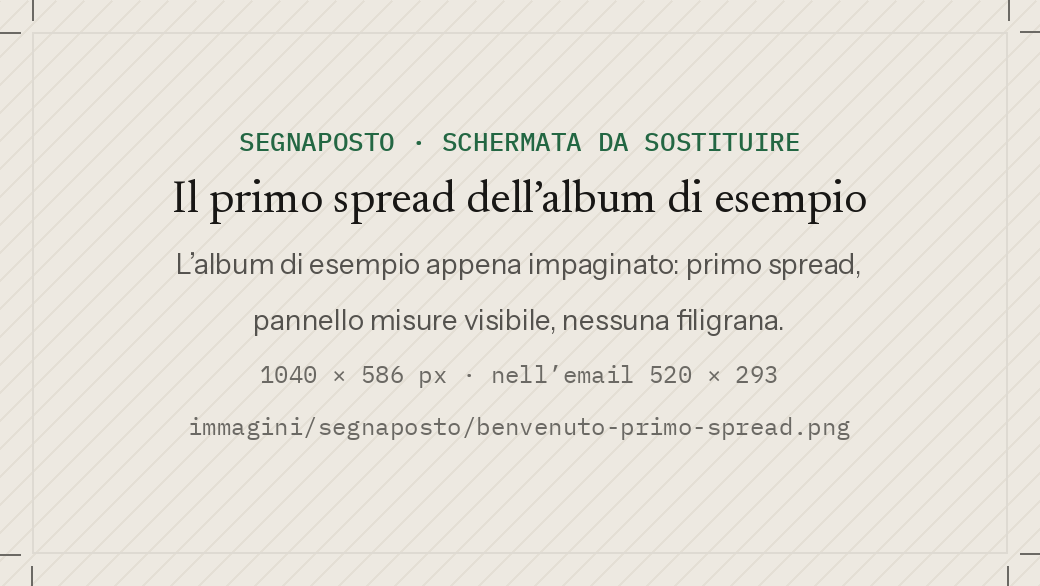 SEGNAPOSTO · SCHERMATA DA SOSTITUIRE
Il primo spread dell’album di esempio
L’album di esempio appena impaginato: primo spread,
pannello misure visibile, nessuna filigrana.
1040 × 586 px · nell’email 520 × 293
immagini/segnaposto/benvenuto-primo-spread.png